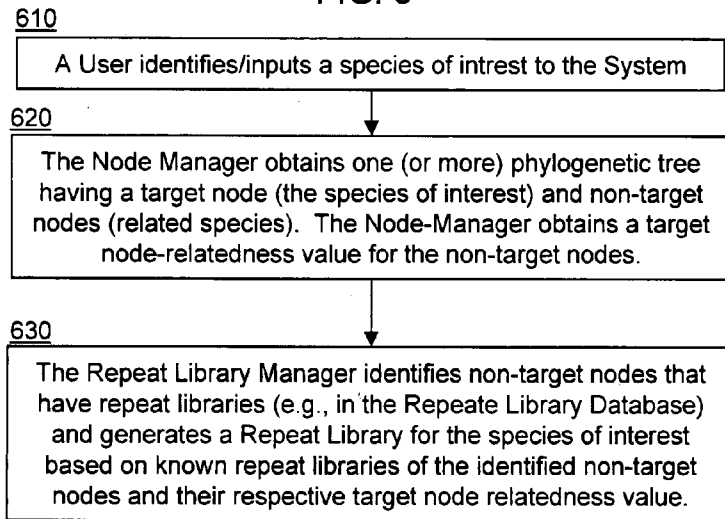 610
A User identifies/inputs a species of intrest to the System
620
The Node Manager obtains one (or more) phylogenetic tree
having a target node (the species of interest) and non-target
nodes (related species). The Node-Manager obtains a target
node-relatedness value for the non-target nodes.
630
The Repeat Library Manager identifies non-target nodes that
have repeat libraries (e.g., in the Repeate Library Database)
and generates a Repeat Library for the species of interest
based on known repeat libraries of the identified non-target
nodes and their respective target node relatedness value.